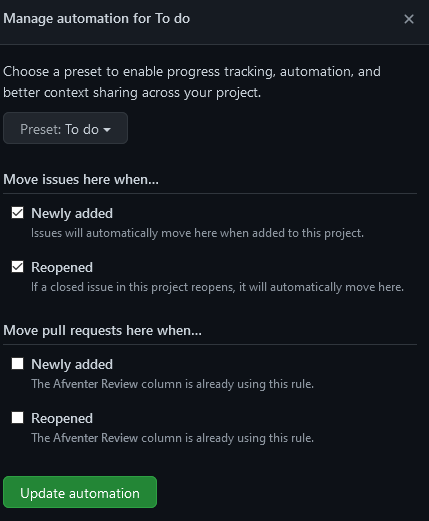 Manage automation for To do
Choose a preset to enable progress tracking, automation, and
better context sharing across your project.
Preset: To do
Move issues here when...
Newly added
Issues will automatically move here when added to this project.
Reopened
If a closed issue in this project reopens, it will automatically move here.
Move pull requests here when...
Newly added
The Afventer Review column is already using this rule.
Reopened
The Afventer Review column is already using this rule.
Update automation